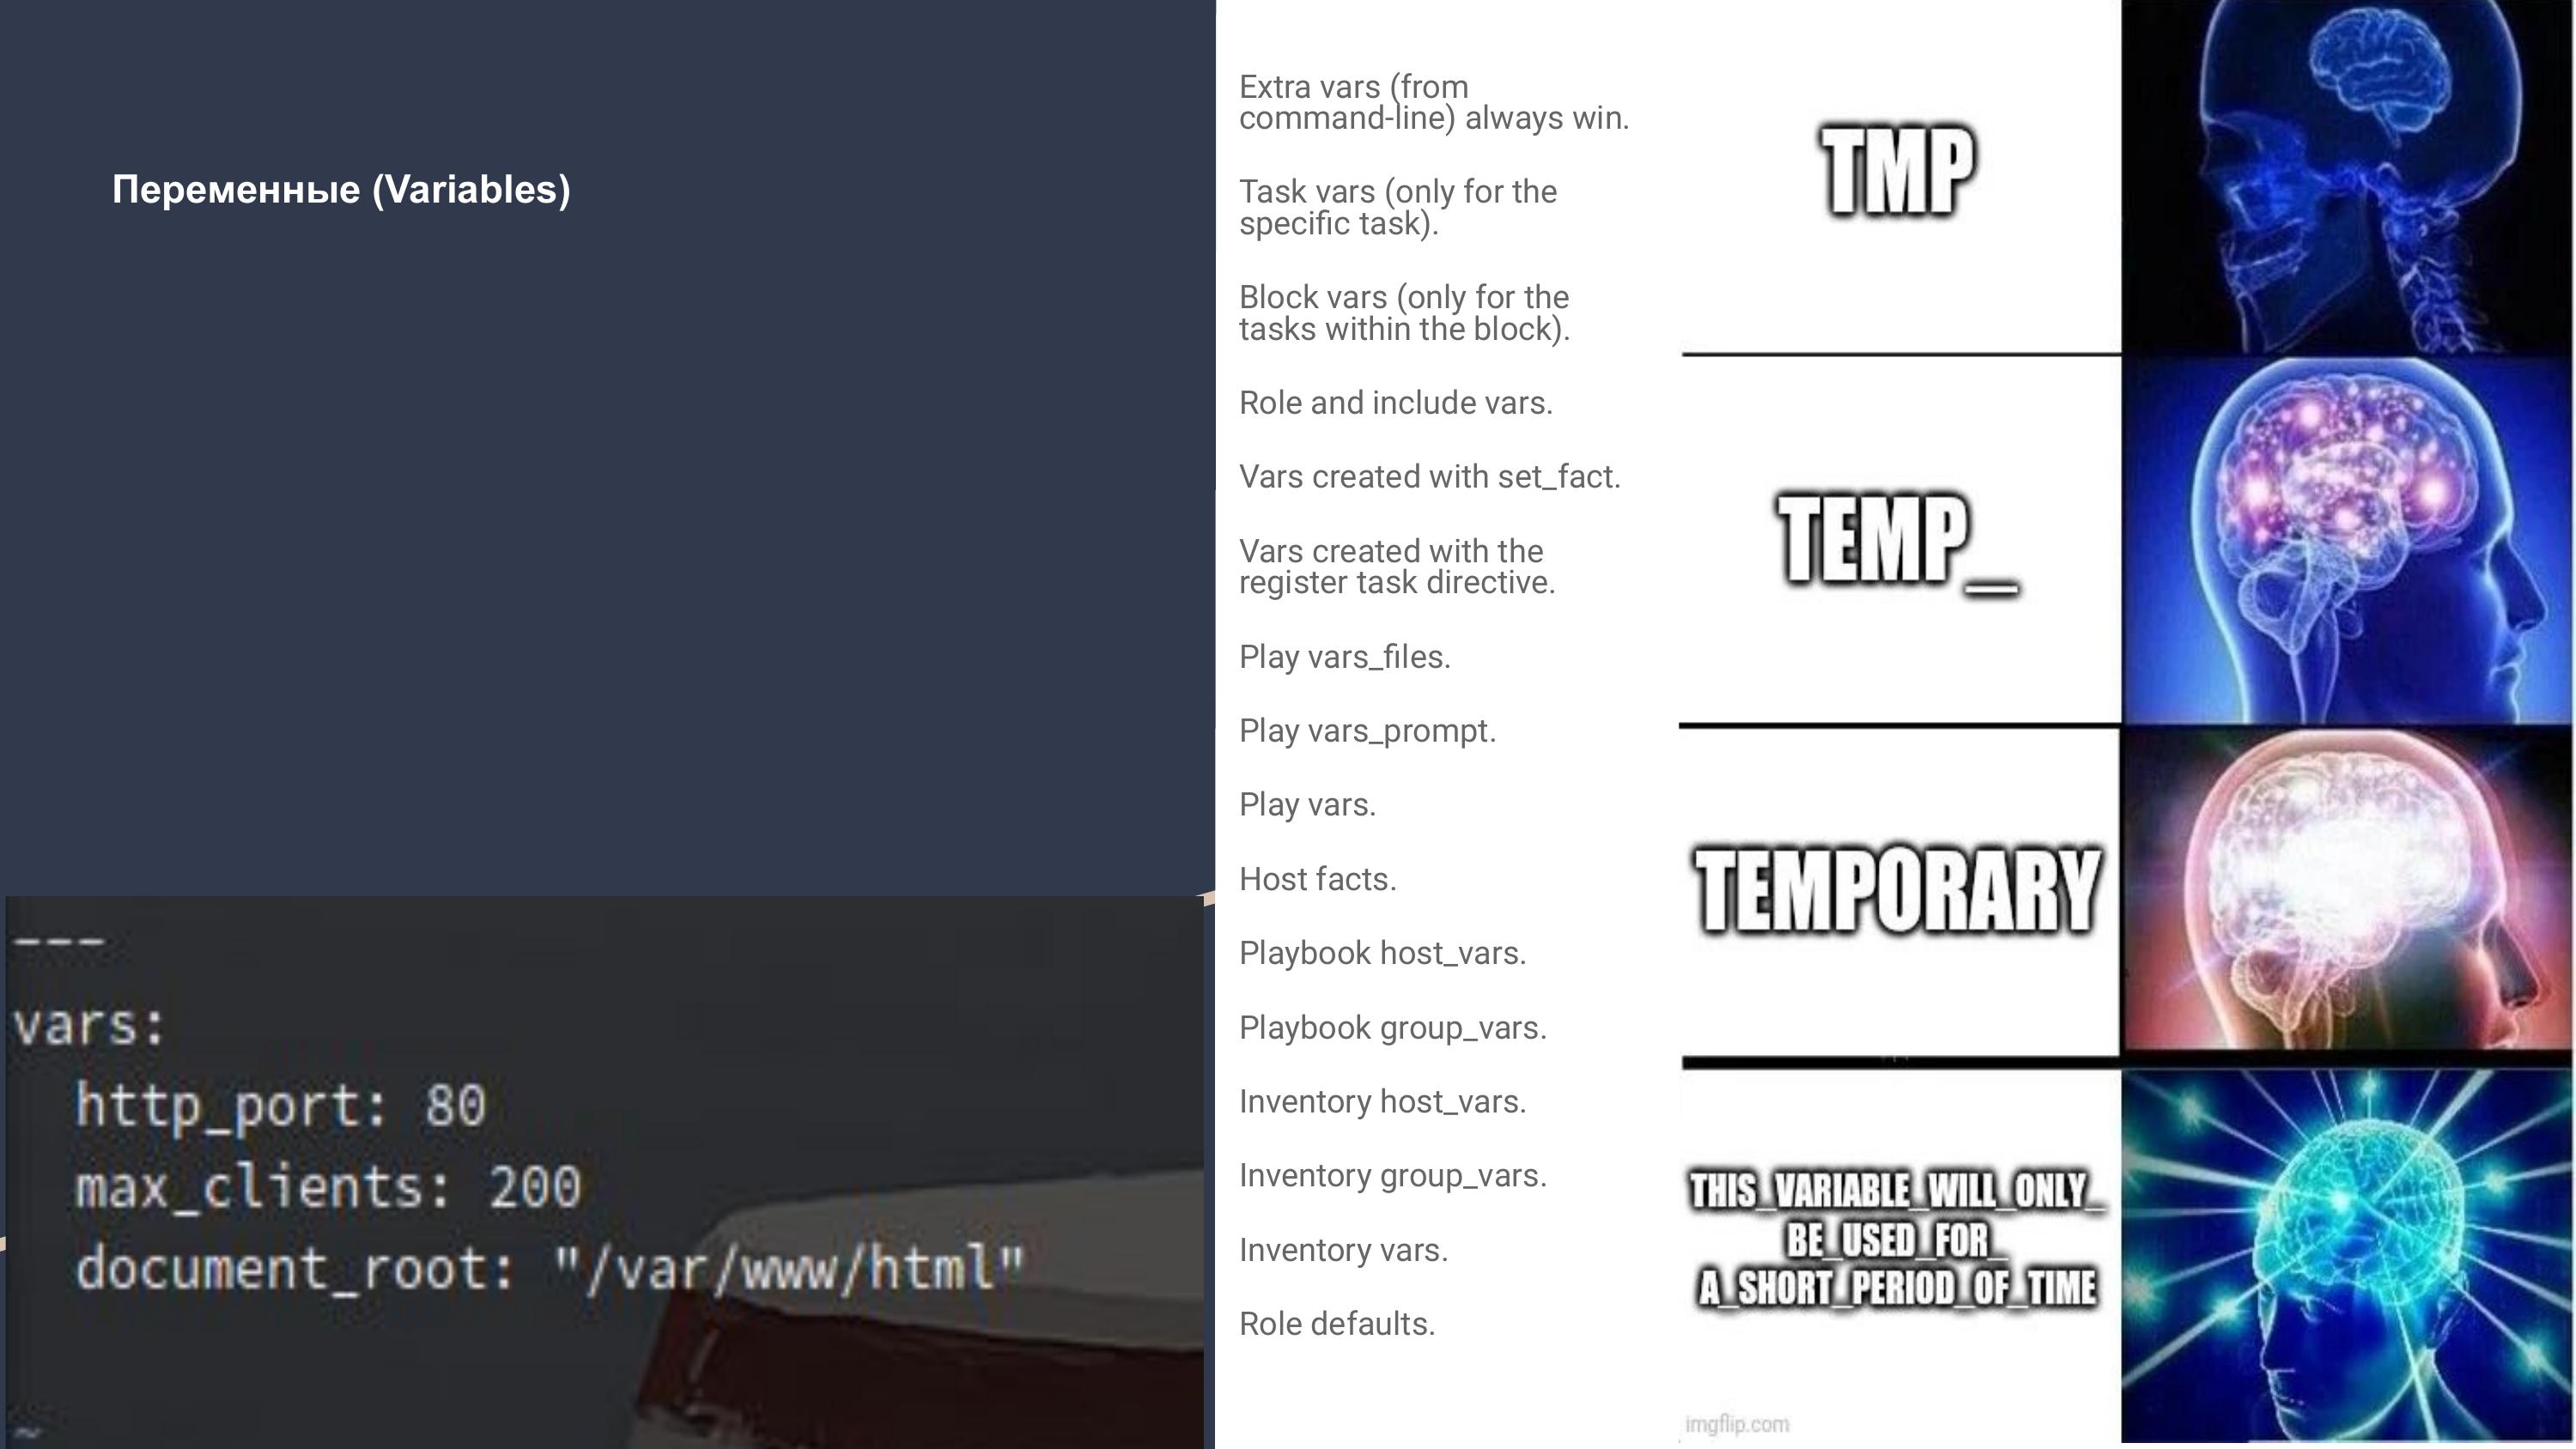 Переменные (Variables)
---
vars:
  http_port: 80
  max_clients: 200
  document_root: "/var/www/html"
~
Extra vars (from
command-line) always win.
Task vars (only for the
specific task).
Block vars (only for the
tasks within the block).
Role and include vars.
Vars created with set_fact.
Vars created with the
register task directive.
Play vars_files.
Play vars_prompt.
Play vars.
Host facts.
Playbook host_vars.
Playbook group_vars.
Inventory host_vars.
Inventory group_vars.
Inventory vars.
Role defaults.
TMP
TEMP_
TEMPORARY
THIS_VARIABLE_WILL_ONLY_
BE_USED_FOR_
A_SHORT_PERIOD_OF_TIME
imgflip.com